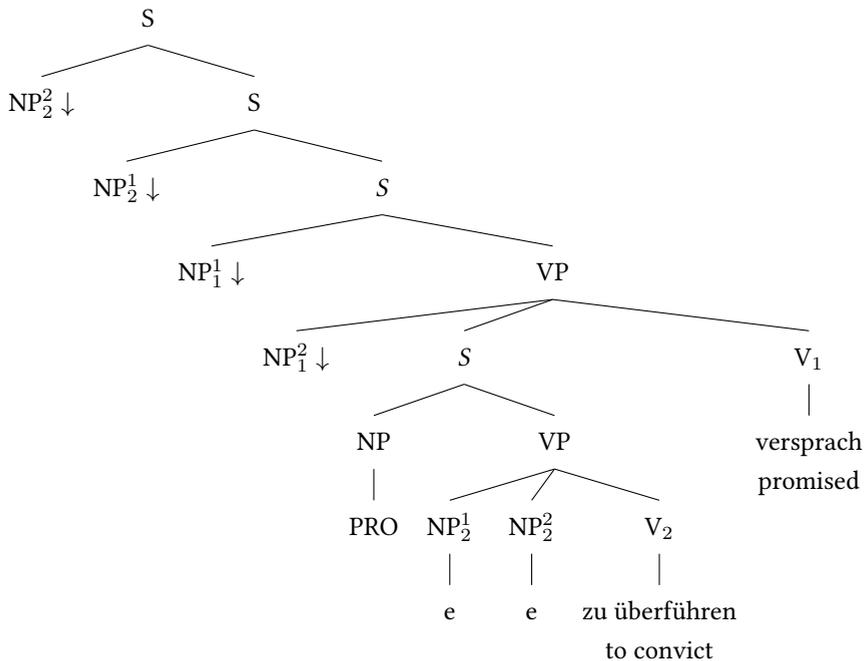 S
NP²₂↓ S
NP¹₂↓ S
NP¹₁↓ VP
NP²₁↓ S V₁
NP VP versprach
promised
PRO NP¹₂ NP²₂ V₂
e e zu überführen
to convict